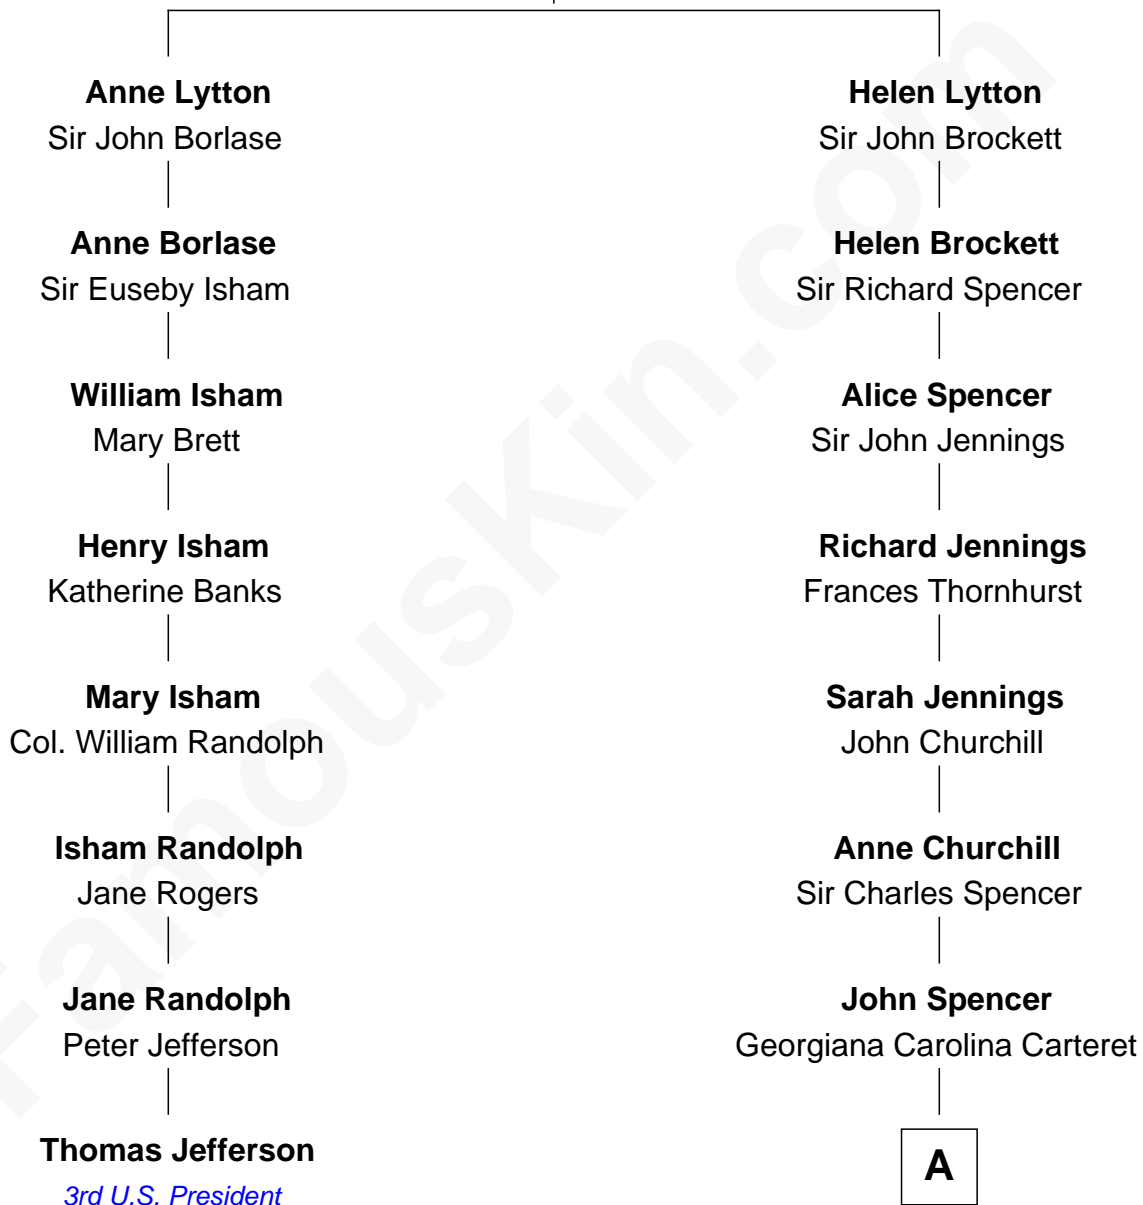 Anne Lytton
Sir John Borlase
Anne Borlase
Sir Euseby Isham
William Isham
Mary Brett
Henry Isham
Katherine Banks
Mary Isham
Col. William Randolph
Isham Randolph
Jane Rogers
Jane Randolph
Peter Jefferson
Thomas Jefferson
3rd U.S. President
Helen Lytton
Sir John Brockett
Helen Brockett
Sir Richard Spencer
Alice Spencer
Sir John Jennings
Richard Jennings
Frances Thornhurst
Sarah Jennings
John Churchill
Anne Churchill
Sir Charles Spencer
John Spencer
Georgiana Carolina Carteret
A
FamousKin.com